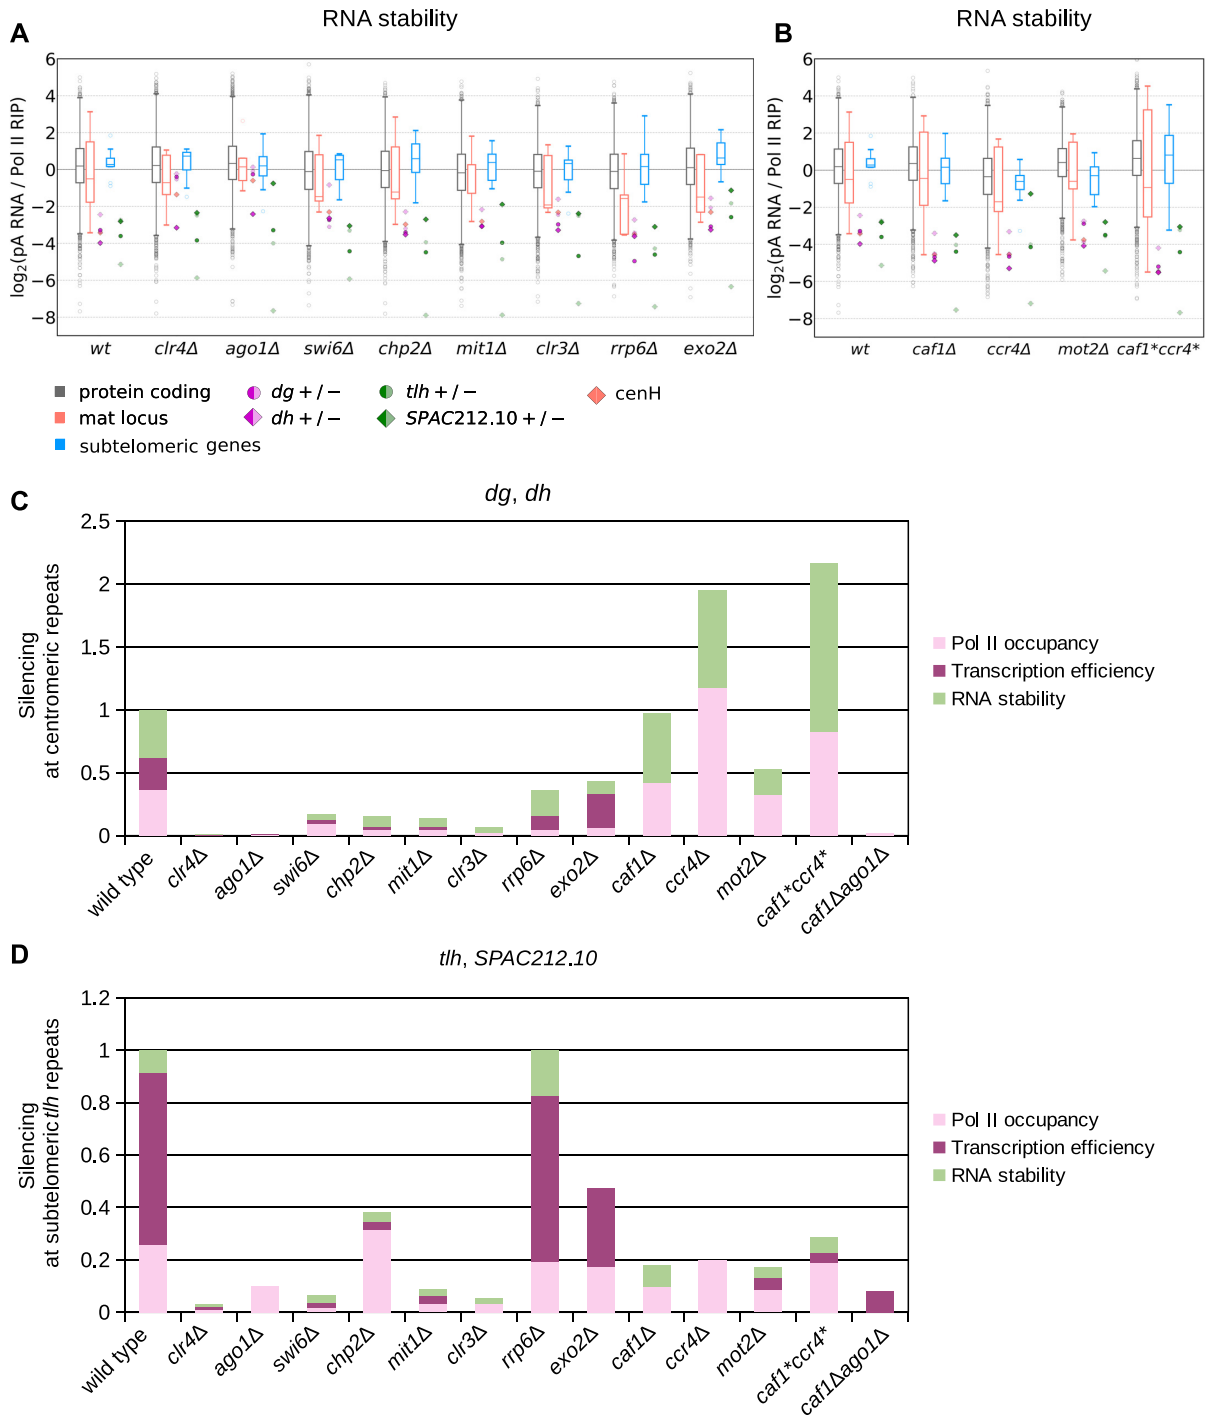 RNA stability
A
log2(pA RNA / Pol II RIP)
6
4
2
0
−2
−4
−6
−8
wt clr4Δ ago1Δ swi6Δ chp2Δ mit1Δ clr3Δ rrp6Δ exo2Δ
RNA stability
B
log2(pA RNA / Pol II RIP)
6
4
2
0
−2
−4
−6
−8
wt caf1Δ ccr4Δ mot2Δ caf1*ccr4*
protein coding
mat locus
subtelomeric genes
dg +/−
dh +/−
tlh +/−
SPAC212.10 +/−
cenH
C
dg, dh
Silencing
at centromeric repeats
2.5
2
1.5
1
0.5
0
wild type
clr4Δ
ago1Δ
swi6Δ
chp2Δ
mit1Δ
clr3Δ
rrp6Δ
exo2Δ
caf1Δ
ccr4Δ
mot2Δ
caf1*ccr4*
caf1Δago1Δ
Pol II occupancy
Transcription efficiency
RNA stability
D
tlh, SPAC212.10
Silencing
at subtelomeric tlh repeats
1.2
1
0.8
0.6
0.4
0.2
0
wild type
clr4Δ
ago1Δ
swi6Δ
chp2Δ
mit1Δ
clr3Δ
rrp6Δ
exo2Δ
caf1Δ
ccr4Δ
mot2Δ
caf1*ccr4*
caf1Δago1Δ
Pol II occupancy
Transcription efficiency
RNA stability